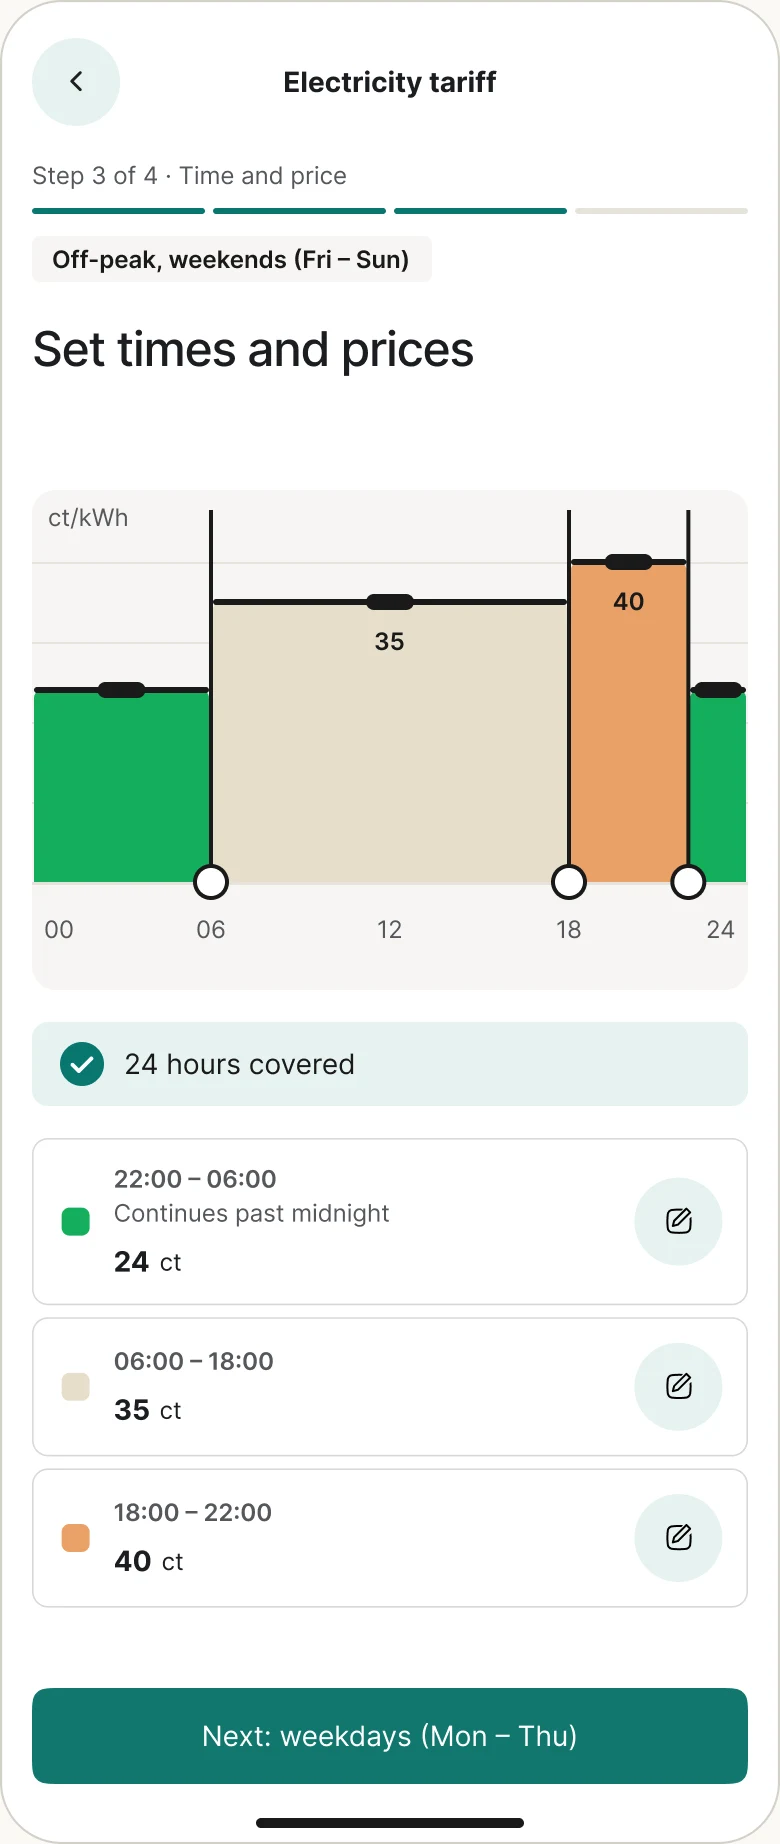 Electricity tariff
Step 3 of 4 · Time and price
Off-peak, weekends (Fri – Sun)
Set times and prices
ct/kWh
40
35
00 06 12 18 24
24 hours covered
22:00 – 06:00
Continues past midnight
24 ct
06:00 – 18:00
35 ct
18:00 – 22:00
40 ct
Next: weekdays (Mon – Thu)